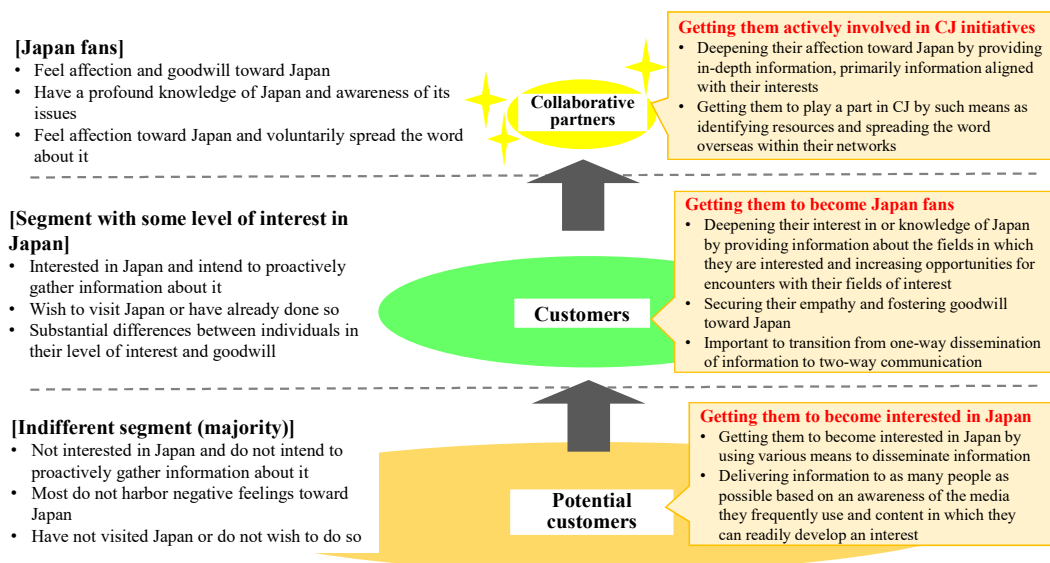 [Japan fans]
• Feel affection and goodwill toward Japan
• Have a profound knowledge of Japan and awareness of its
issues
• Feel affection toward Japan and voluntarily spread the word
about it
Collaborative
partners
Getting them actively involved in CJ initiatives
• Deepening their affection toward Japan by providing
in-depth information, primarily information aligned
with their interests
• Getting them to play a part in CJ by such means as
identifying resources and spreading the word
overseas within their networks
[Segment with some level of interest in
Japan]
• Interested in Japan and intend to proactively
gather information about it
• Wish to visit Japan or have already done so
• Substantial differences between individuals in
their level of interest and goodwill
Customers
Getting them to become Japan fans
• Deepening their interest in or knowledge of Japan
by providing information about the fields in which
they are interested and increasing opportunities for
encounters with their fields of interest
• Securing their empathy and fostering goodwill
toward Japan
• Important to transition from one-way dissemination
of information to two-way communication
[Indifferent segment (majority)]
• Not interested in Japan and do not intend to
proactively gather information about it
• Most do not harbor negative feelings toward
Japan
• Have not visited Japan or do not wish to do so
Potential
customers
Getting them to become interested in Japan
• Getting them to become interested in Japan by
using various means to disseminate information
• Delivering information to as many people as
possible based on an awareness of the media
they frequently use and content in which they
can readily develop an interest